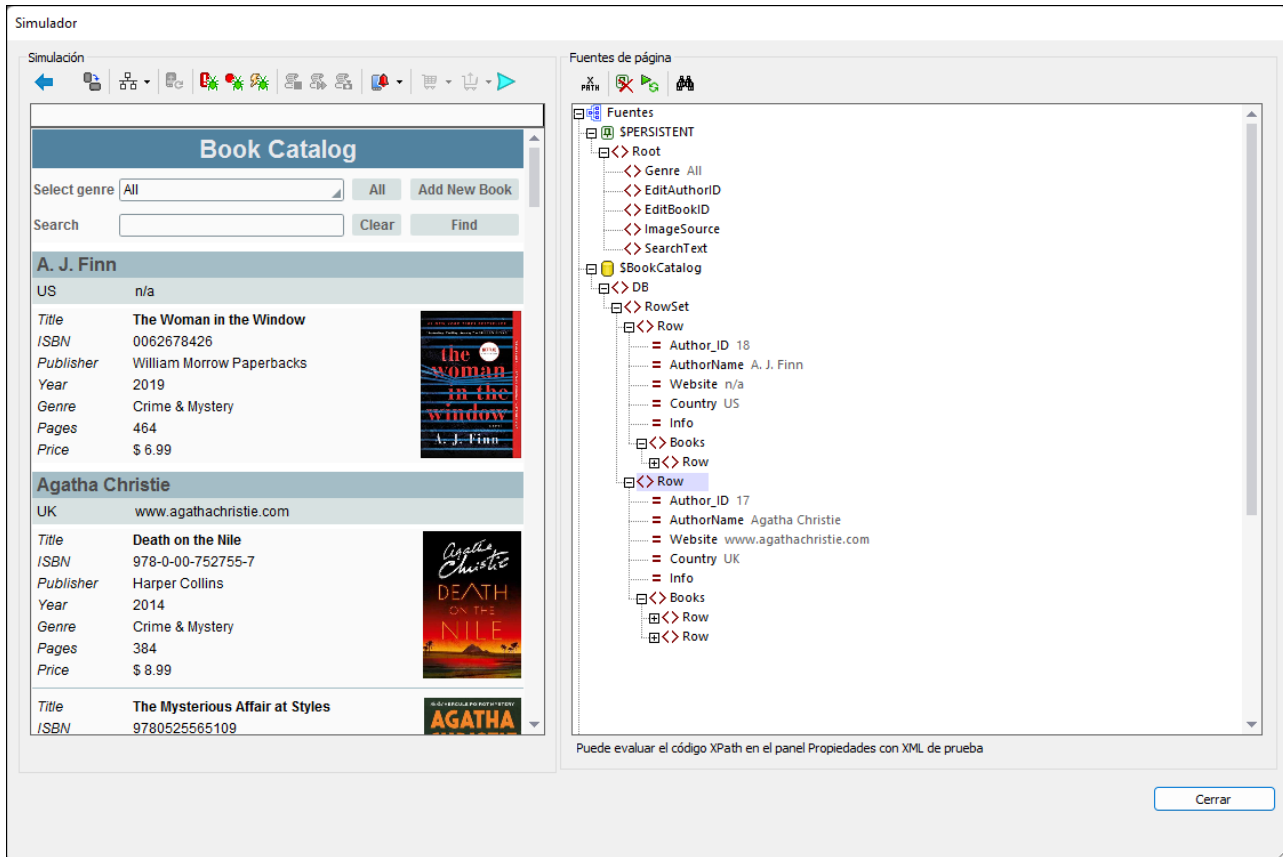 Simulador
Simulación
Book Catalog
Select genre All All Add New Book
Search Clear Find
A. J. Finn
US n/a
Title The Woman in the Window
ISBN 0062678426
Publisher William Morrow Paperbacks
Year 2019
Genre Crime & Mystery
Pages 464
Price $ 6.99
the
woman
in the
window
A. J. Finn
Agatha Christie
UK www.agathachristie.com
Title Death on the Nile
ISBN 978-0-00-752755-7
Publisher Harper Collins
Year 2014
Genre Crime & Mystery
Pages 384
Price $ 8.99
Agatha
Christie
DEATH
ON THE
NILE
Title The Mysterious Affair at Styles
ISBN 9780525565109
AGATHA
Fuentes de página
X
PATH
Fuentes
$PERSISTENT
Root
Genre All
EditAuthorID
EditBookID
ImageSource
SearchText
$BookCatalog
DB
RowSet
Row
Author_ID 18
AuthorName A. J. Finn
Website n/a
Country US
Info
Books
Row
Row
Author_ID 17
AuthorName Agatha Christie
Website www.agathachristie.com
Country UK
Info
Books
Row
Row
Puede evaluar el código XPath en el panel Propiedades con XML de prueba
Cerrar